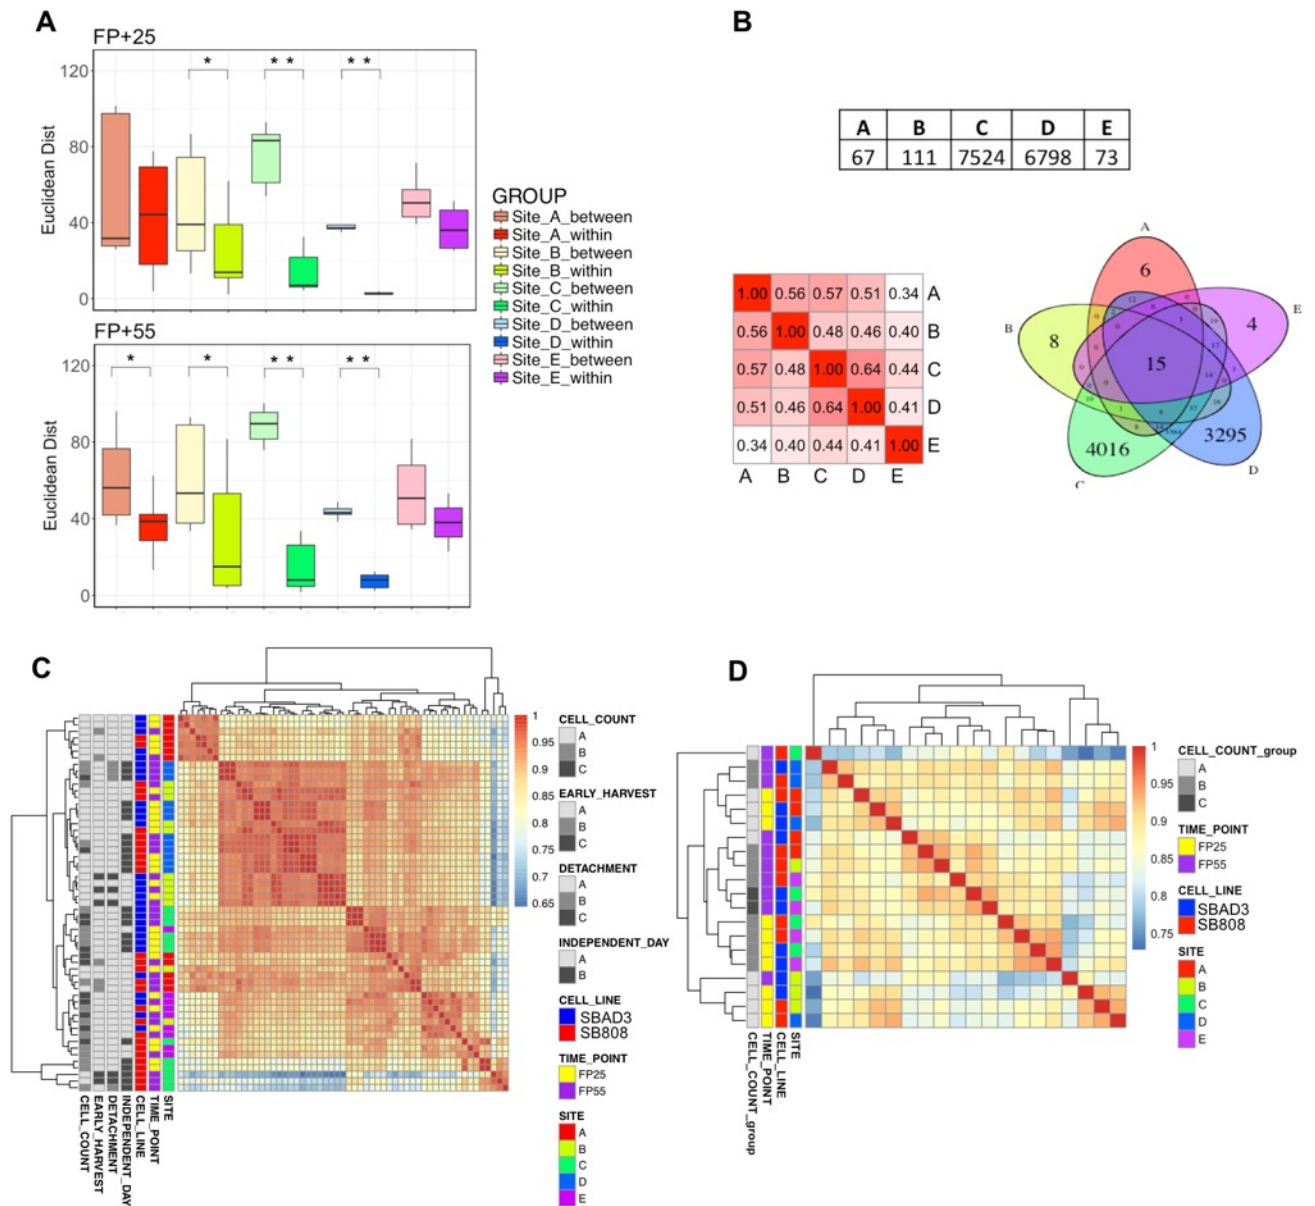 A
FP+25
120
80
40
0
Euclidean Dist
*
* *
* *
FP+55
120
80
40
0
Euclidean Dist
*
*
* *
* *
GROUP
Site_A_between
Site_A_within
Site_B_between
Site_B_within
Site_C_between
Site_C_within
Site_D_between
Site_D_within
Site_E_between
Site_E_within
B
A B C D E
67 111 7524 6798 73
1.00 0.56 0.57 0.51 0.34 A
0.56 1.00 0.48 0.46 0.40 B
0.57 0.48 1.00 0.64 0.44 C
0.51 0.46 0.64 1.00 0.41 D
0.34 0.40 0.44 0.41 1.00 E
A B C D E
A
6
E
4
B
8
15
4016
3295
C
D
C
1
0.95
0.9
0.85
0.8
0.75
0.7
0.65
CELL_COUNT
A
B
C
EARLY_HARVEST
A
B
C
DETACHMENT
A
B
C
INDEPENDENT_DAY
A
B
CELL_LINE
SBAD3
SB808
TIME_POINT
FP25
FP55
SITE
A
B
C
D
E
CELL_COUNT
EARLY_HARVEST
DETACHMENT
INDEPENDENT_DAY
CELL_LINE
TIME_POINT
SITE
D
1
0.95
0.9
0.85
0.8
0.75
CELL_COUNT_group
A
B
C
TIME_POINT
FP25
FP55
CELL_LINE
SBAD3
SB808
SITE
A
B
C
D
E
CELL_COUNT_group
TIME_POINT
CELL_LINE
SITE